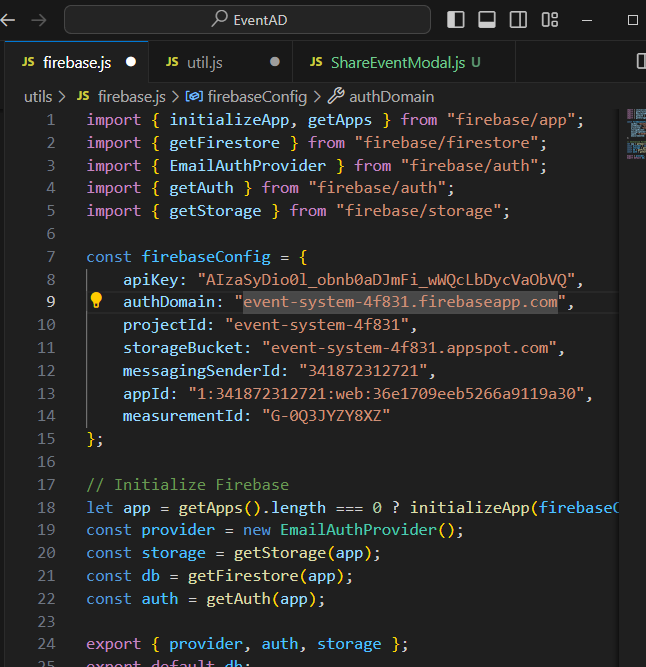 EventAD
JS firebase.js
JS util.js
JS ShareEventModal.js U
utils > JS firebase.js > firebaseConfig > authDomain
1 import { initializeApp, getApps } from "firebase/app";
2 import { getFirestore } from "firebase/firestore";
3 import { EmailAuthProvider } from "firebase/auth";
4 import { getAuth } from "firebase/auth";
5 import { getStorage } from "firebase/storage";
6
7 const firebaseConfig = {
8 apiKey: "AIzaSyDio0l_obnb0aDJmFi_wWQcLbDycVaObVQ",
9 authDomain: "event-system-4f831.firebaseapp.com",
10 projectId: "event-system-4f831",
11 storageBucket: "event-system-4f831.appspot.com",
12 messagingSenderId: "341872312721",
13 appId: "1:341872312721:web:36e1709eeb5266a9119a30",
14 measurementId: "G-0Q3JYZY8XZ"
15 };
16
17 // Initialize Firebase
18 let app = getApps().length === 0 ? initializeApp(firebaseC
19 const provider = new EmailAuthProvider();
20 const storage = getStorage(app);
21 const db = getFirestore(app);
22 const auth = getAuth(app);
23
24 export { provider, auth, storage };
25 export default db;